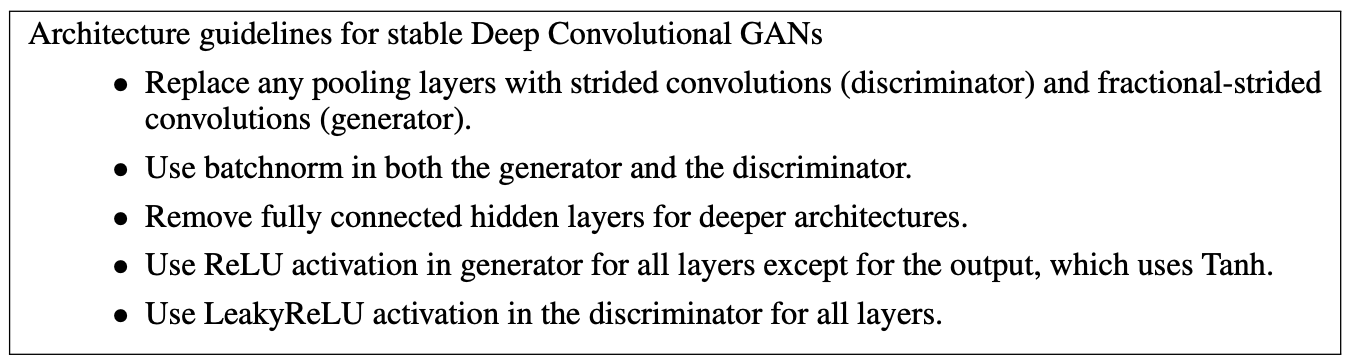 Architecture guidelines for stable Deep Convolutional GANs
• Replace any pooling layers with strided convolutions (discriminator) and fractional-strided
convolutions (generator).
• Use batchnorm in both the generator and the discriminator.
• Remove fully connected hidden layers for deeper architectures.
• Use ReLU activation in generator for all layers except for the output, which uses Tanh.
• Use LeakyReLU activation in the discriminator for all layers.